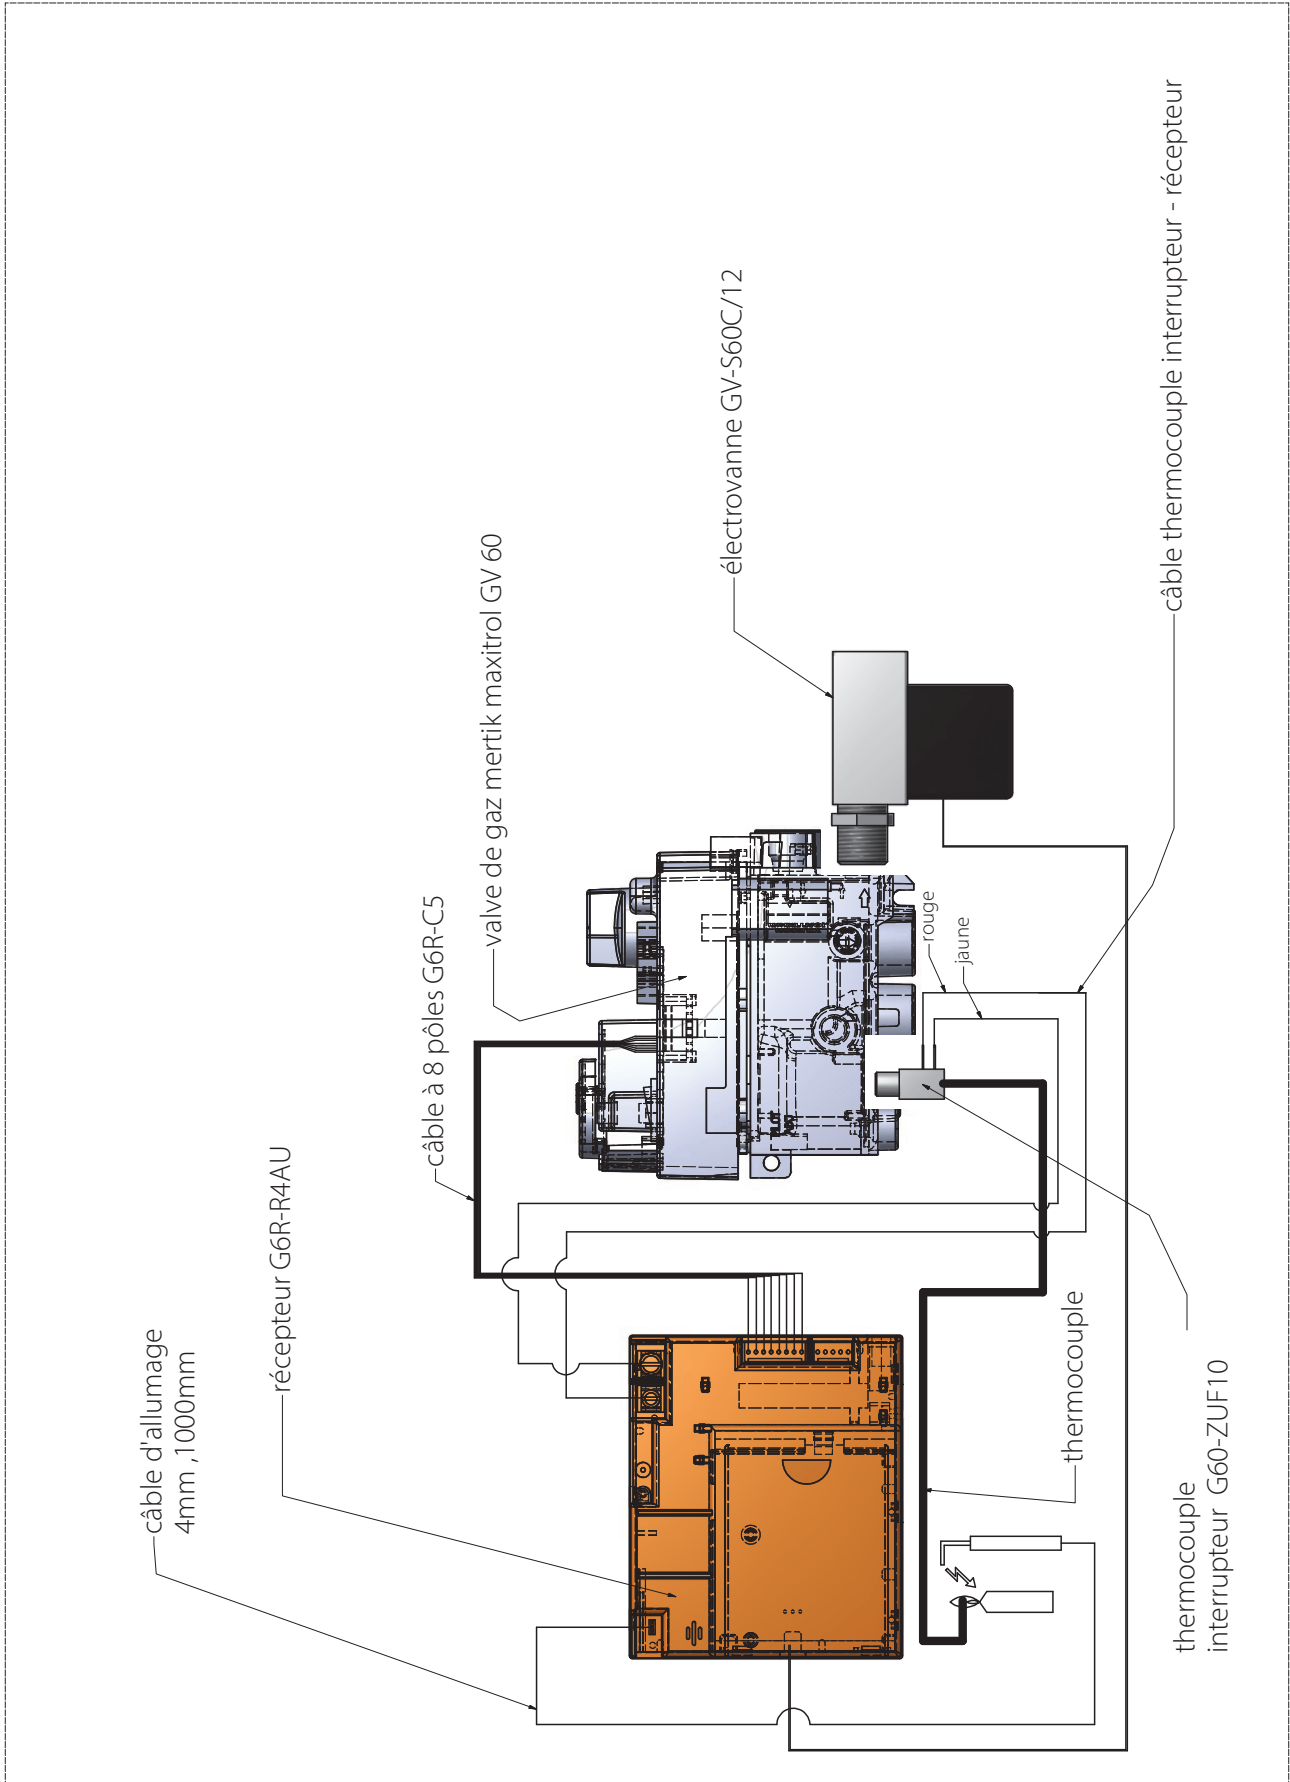 câble d'allumage
4mm ,1000mm
récepteur G6R-R4AU
câble à 8 pôles G6R-C5
valve de gaz mertik maxitrol GV 60
électrovanne GV-S60C/12
rouge
jaune
câble thermocouple interrupteur - récepteur
thermocouple
thermocouple
interrupteur G60-ZUF10